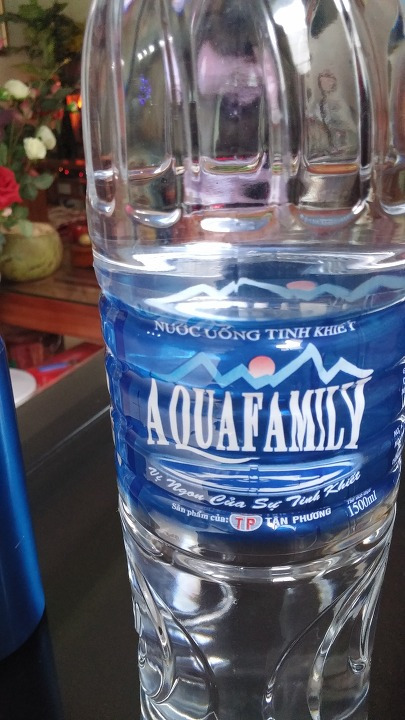 ... NƯỚC UỐNG TINH KHIẾT
AQUAFAMILY
Vị Ngon Của Sự Tinh Khiết
Sản phẩm của: TP TÂN PHƯƠNG
1500ml